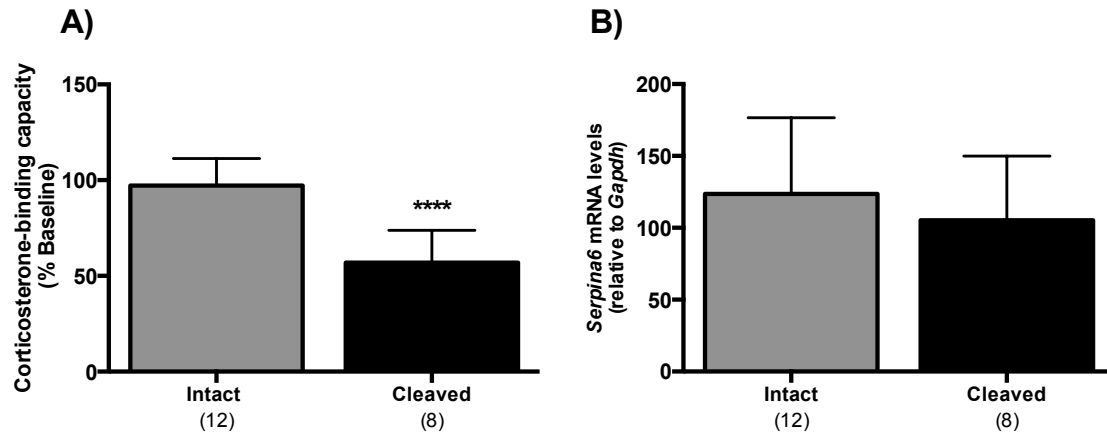 A)
Corticosterone-binding capacity
(% Baseline)
150
100
50
0
****
Intact
(12)
Cleaved
(8)
B)
Serpina6 mRNA levels
(relative to Gapdh)
200
150
100
50
0
Intact
(12)
Cleaved
(8)